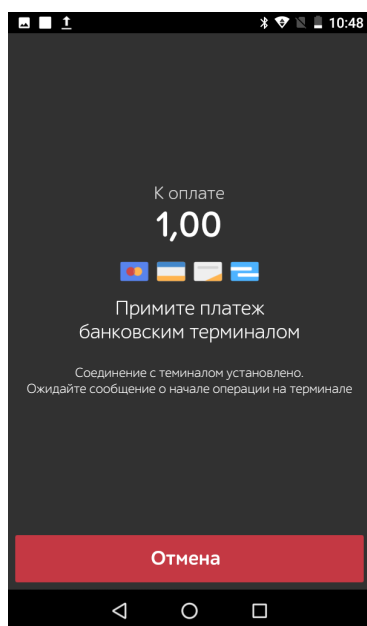 10:48
К оплате
1,00
Примите платеж
банковским терминалом
Соединение с теминалом установлено.
Ожидайте сообщение о начале операции на терминале
Отмена